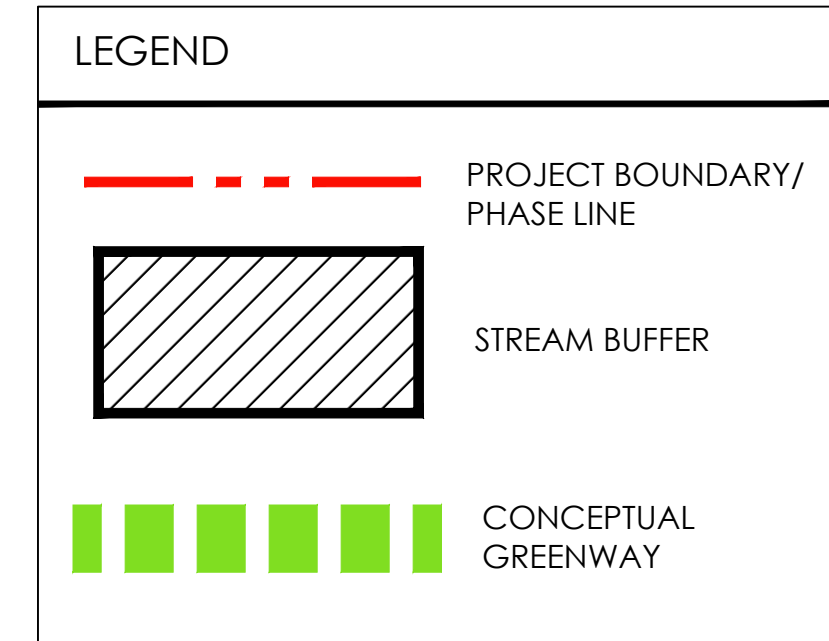 LEGEND
PROJECT BOUNDARY/
PHASE LINE
STREAM BUFFER
CONCEPTUAL
GREENWAY